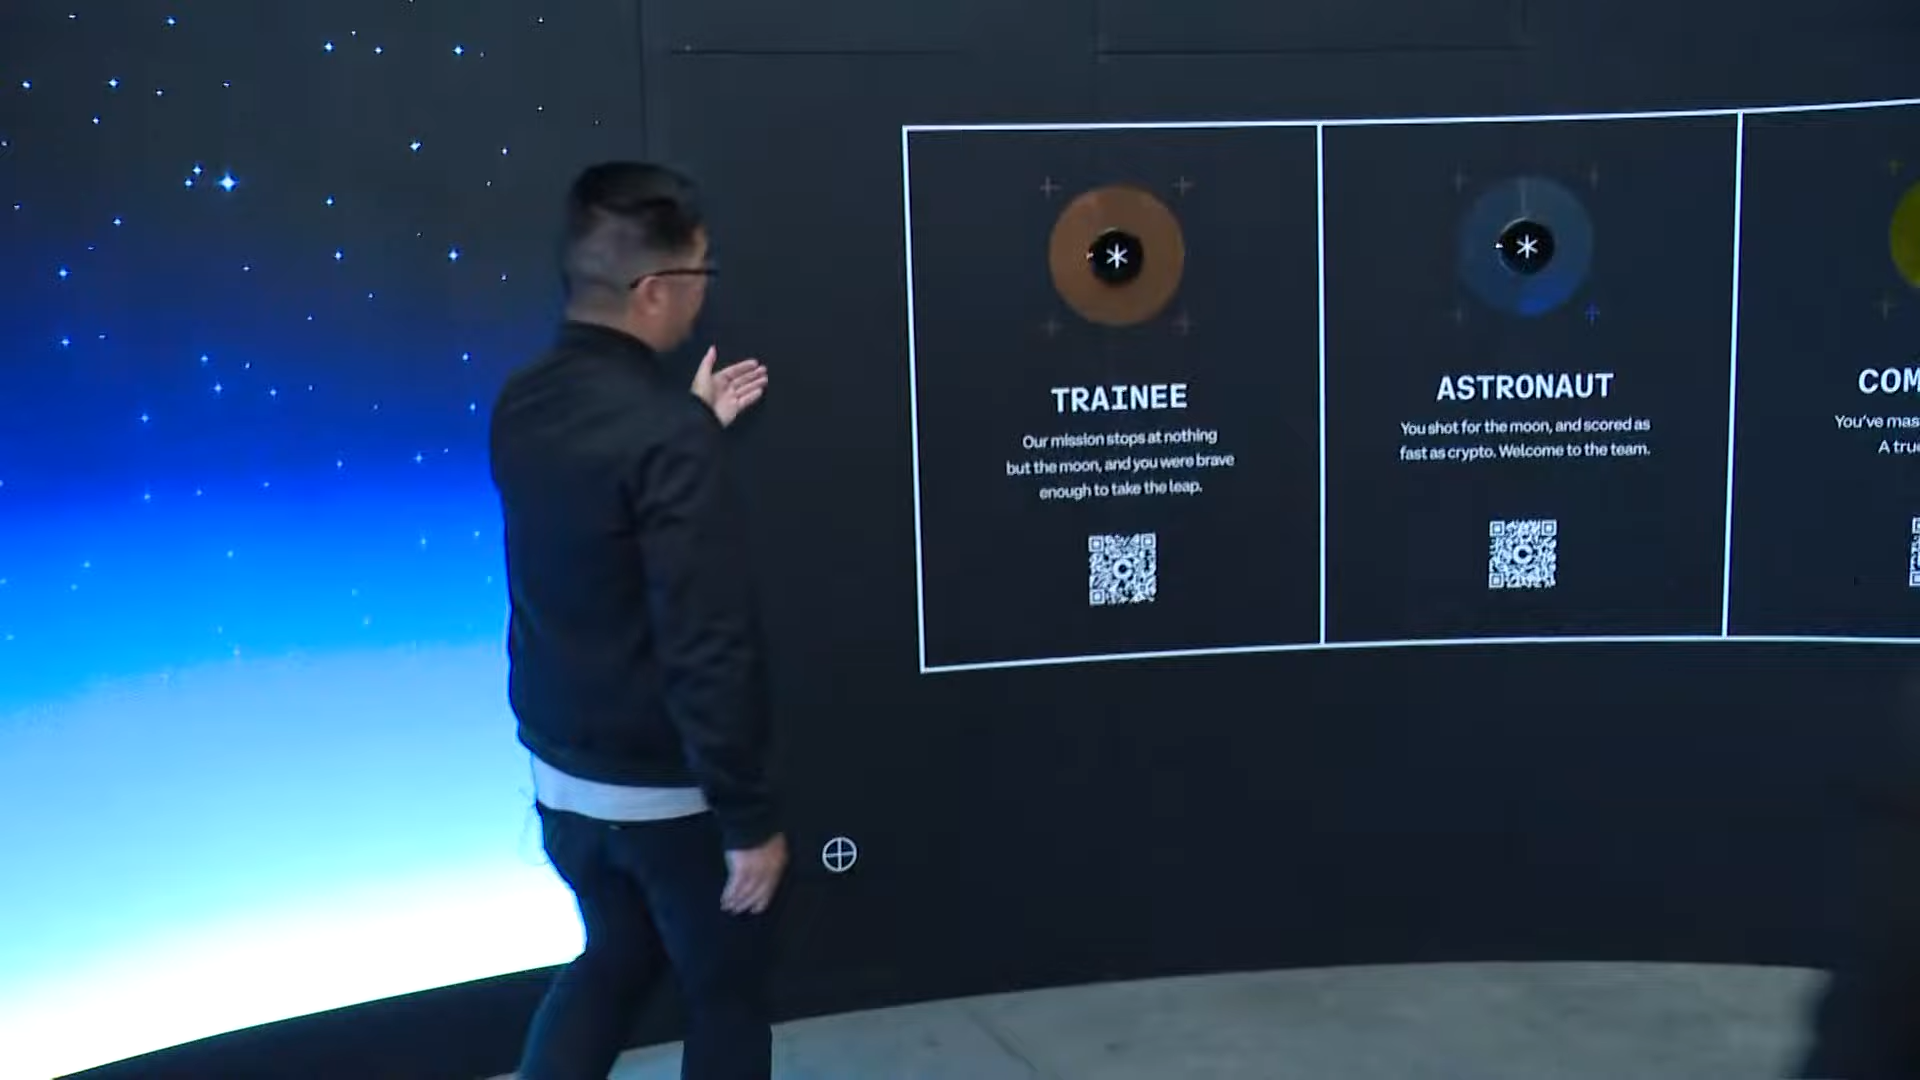 TRAINEE
Our mission stops at nothing
but the moon, and you were brave
enough to take the leap.
ASTRONAUT
You shot for the moon, and scored as
fast as crypto. Welcome to the team.
COM
You've mas
A tru